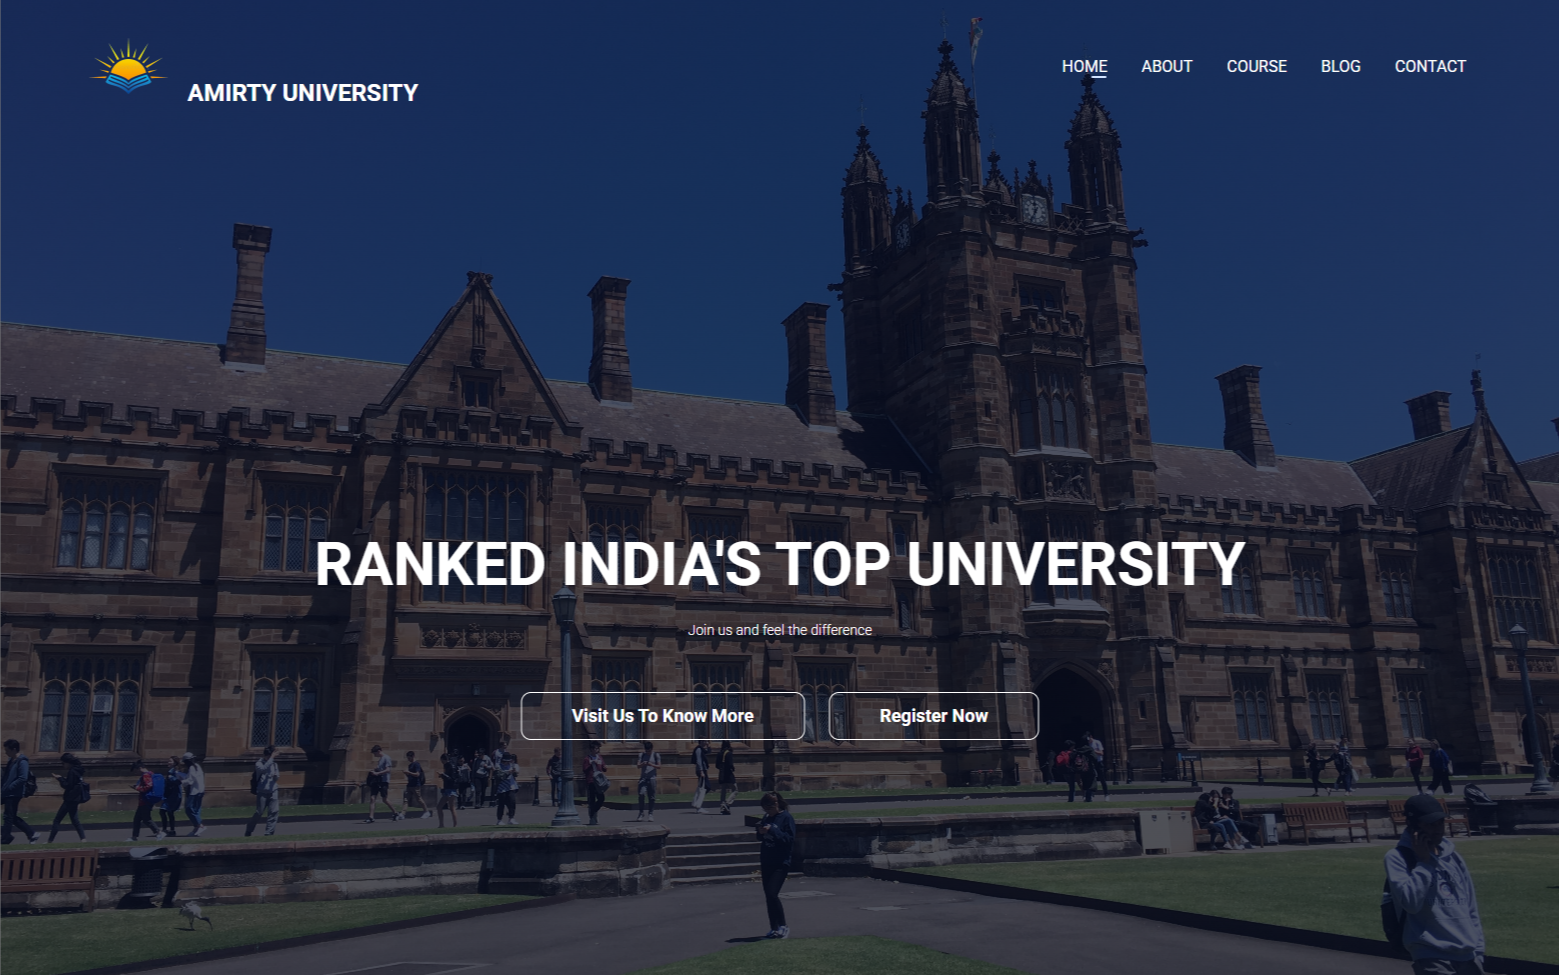 AMIRTY UNIVERSITY
HOME ABOUT COURSE BLOG CONTACT
RANKED INDIA'S TOP UNIVERSITY
Join us and feel the difference
Visit Us To Know More Register Now